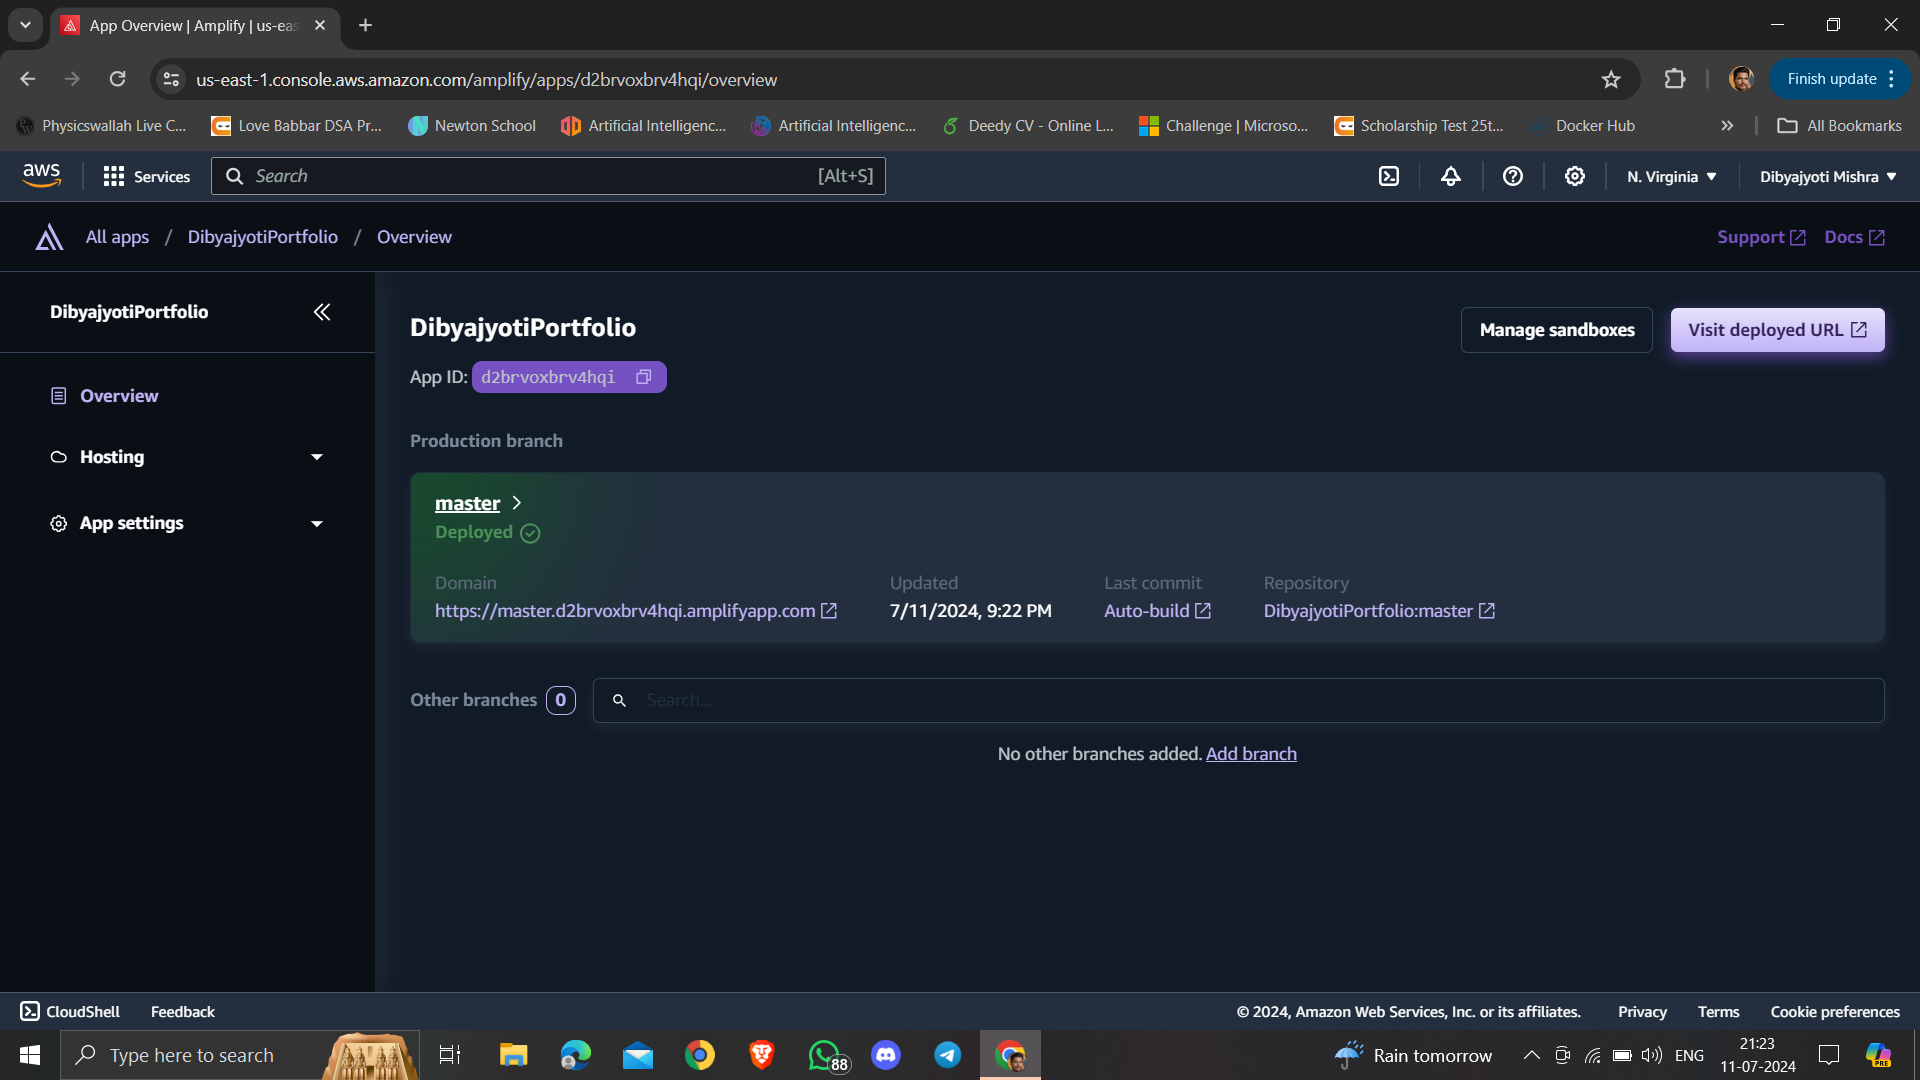 App Overview | Amplify | us-eas
us-east-1.console.aws.amazon.com/amplify/apps/d2brvoxbrv4hqi/overview
Finish update
Physicswallah Live C...
Love Babbar DSA Pr...
Newton School
Artificial Intelligenc...
Artificial Intelligenc...
Deedy CV - Online L...
Challenge | Microso...
Scholarship Test 25t...
Docker Hub
All Bookmarks
aws
Services
Search
[Alt+S]
N. Virginia
Dibyajyoti Mishra
All apps / DibyajyotiPortfolio / Overview
Support
Docs
DibyajyotiPortfolio
Overview
Hosting
App settings
DibyajyotiPortfolio
Manage sandboxes
Visit deployed URL
App ID: d2brvoxbrv4hqi
Production branch
master
Deployed
Domain
https://master.d2brvoxbrv4hqi.amplifyapp.com
Updated
7/11/2024, 9:22 PM
Last commit
Auto-build
Repository
DibyajyotiPortfolio:master
Other branches 0
Search...
No other branches added. Add branch
CloudShell
Feedback
© 2024, Amazon Web Services, Inc. or its affiliates.
Privacy
Terms
Cookie preferences
Type here to search
88
Rain tomorrow
ENG
21:23
11-07-2024
PRE